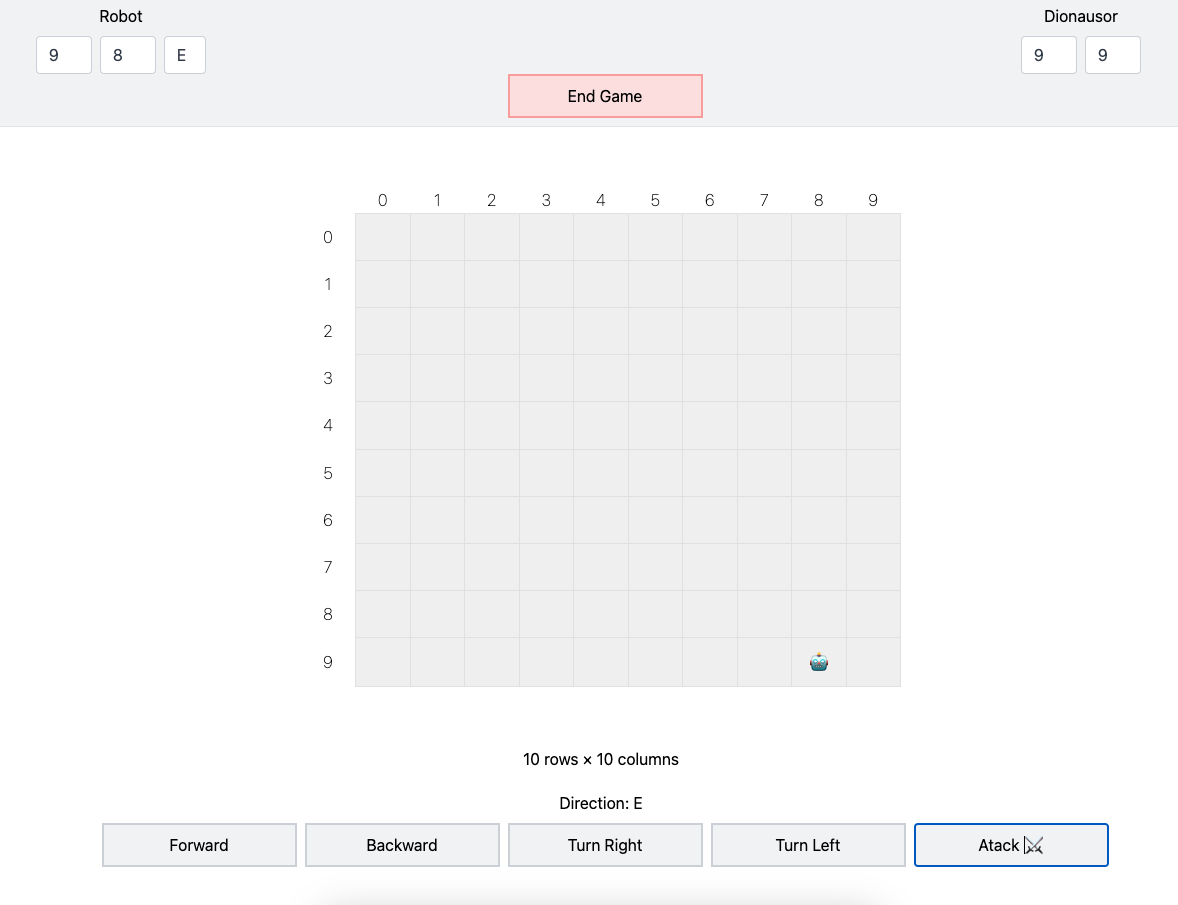 Robot
Dionausor
9 8 E
9 9
End Game
0 1 2 3 4 5 6 7 8 9
0
1
2
3
4
5
6
7
8
9
10 rows × 10 columns
Direction: E
Forward Backward Turn Right Turn Left Atack ⚔